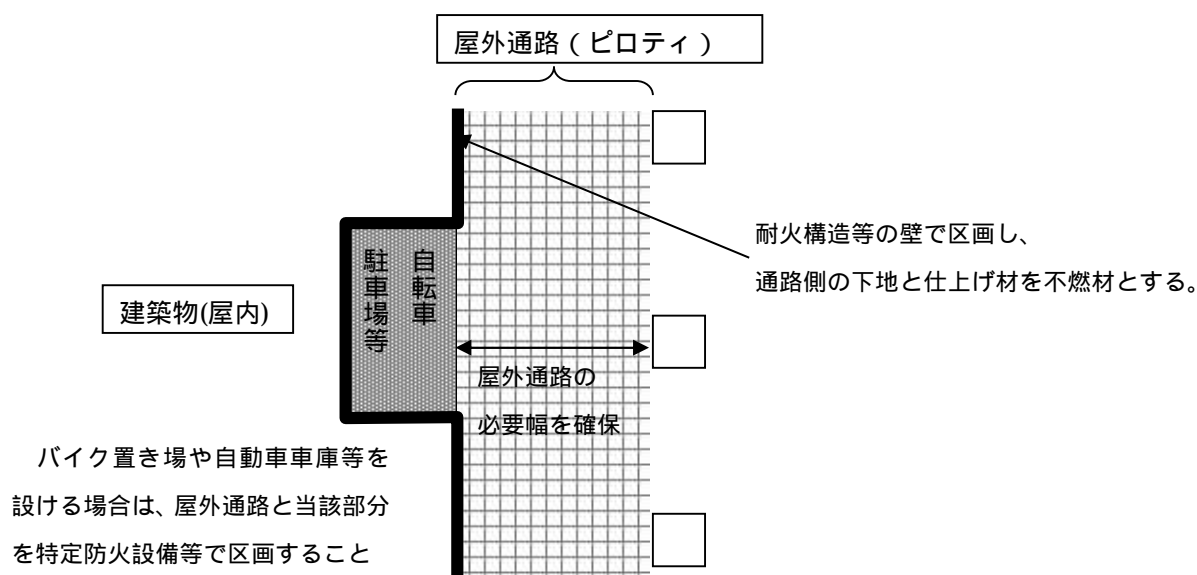 屋外通路（ピロティ）
耐火構造等の壁で区画し、
通路側の下地と仕上げ材を不燃材とする。
自転車
駐車場等
建築物(屋内)
屋外通路の
必要幅を確保
バイク置き場や自動車車庫等を
設ける場合は、屋外通路と当該部分
を特定防火設備等で区画すること